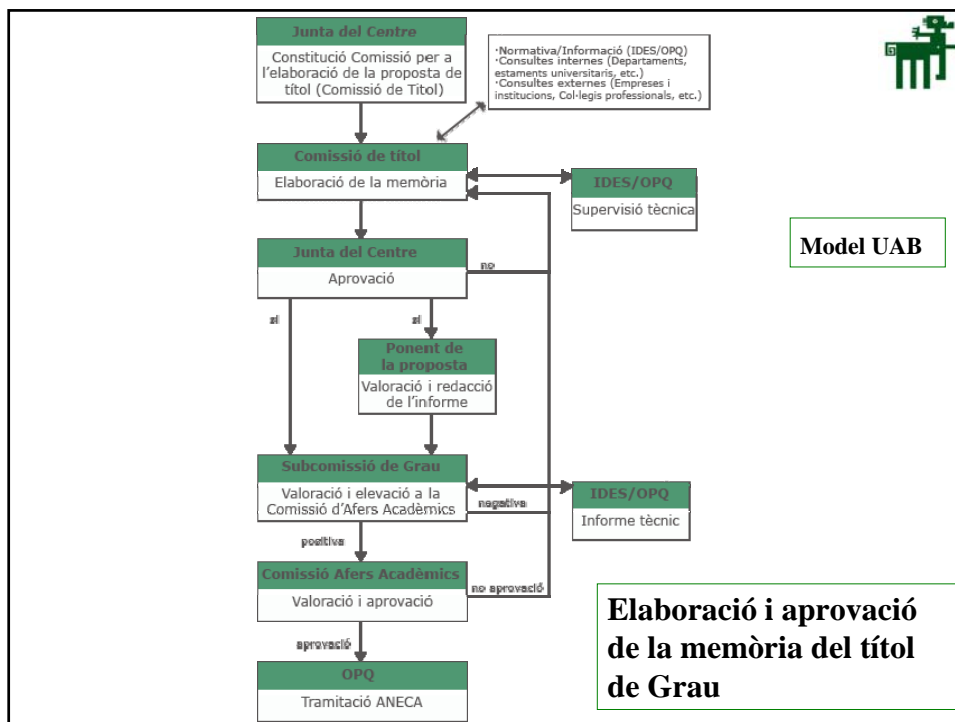 Junta del Centre
Constitució Comissió per a
l'elaboració de la proposta de
títol (Comissió de Titol)
·Normativa/Informació (IDES/OPQ)
·Consultes internes (Departaments,
estaments universitaris, etc.)
·Consultes externes (Empreses i
institucions, Col·legis professionals, etc.)
Comissió de títol
Elaboració de la memòria
IDES/OPQ
Supervisió tècnica
Model UAB
Junta del Centre
Aprovació
no
sí
sí
Ponent de
la proposta
Valoració i redacció
de l'informe
Subcomissió de Grau
Valoració i elevació a la
Comissió d'Afers Acadèmics
negativa
IDES/OPQ
Informe tècnic
positiva
Comissió Afers Acadèmics
Valoració i aprovació
no aprovació
aprovació
OPQ
Tramitació ANECA
Elaboració i aprovació
de la memòria del títol
de Grau